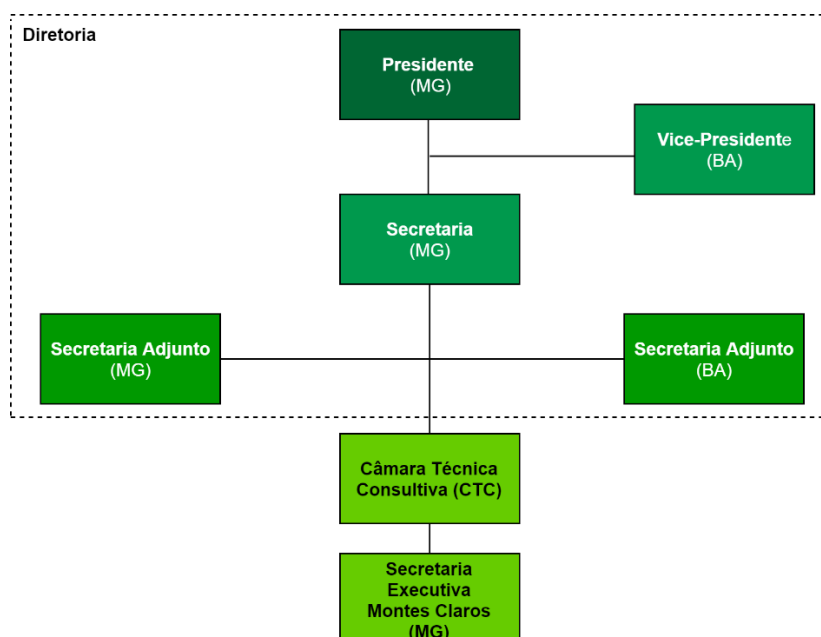 Diretoria
Presidente
(MG)
Vice-Presidente
(BA)
Secretaria
(MG)
Secretaria Adjunto
(MG)
Secretaria Adjunto
(BA)
Câmara Técnica
Consultiva (CTC)
Secretaria
Executiva
Montes Claros
(MG)